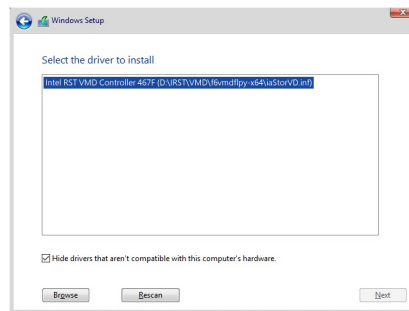 Windows Setup
Select the driver to install
Intel RST VMD Controller 467F (D:\IRST\VMD\f6vmdflpy-x64\iaStorVD.inf)
Hide drivers that aren't compatible with this computer's hardware.
Browse
Rescan
Next